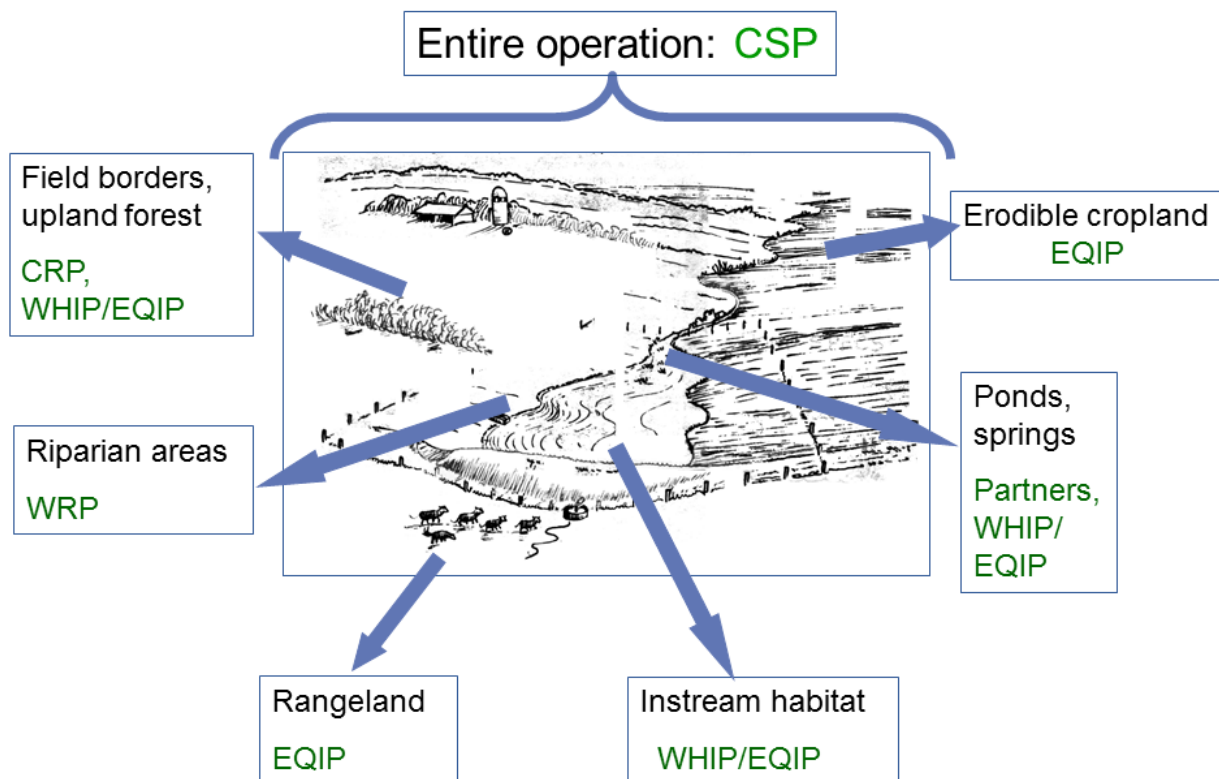 Entire operation: CSP
Field borders,
upland forest
CRP,
WHIP/EQIP
Erodible cropland
EQIP
Riparian areas
WRP
Ponds,
springs
Partners,
WHIP/
EQIP
Rangeland
EQIP
Instream habitat
WHIP/EQIP